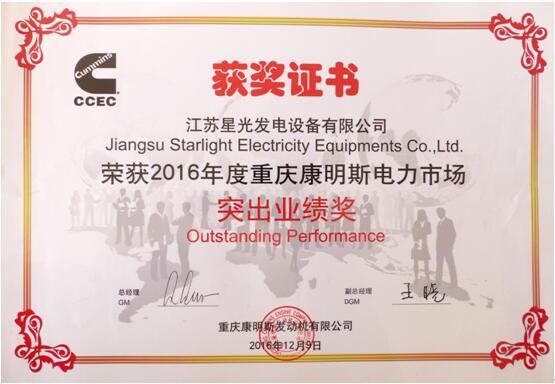 Cummins
CCEC
获奖证书
江苏星光发电设备有限公司
Jiangsu Starlight Electricity Equipments Co.,Ltd.
荣获2016年度重庆康明斯电力市场
突出业绩奖
Outstanding Performance
总经理
GM
副总经理
DGM
王晓
重庆康明斯发动机有限公司
2016年12月9日